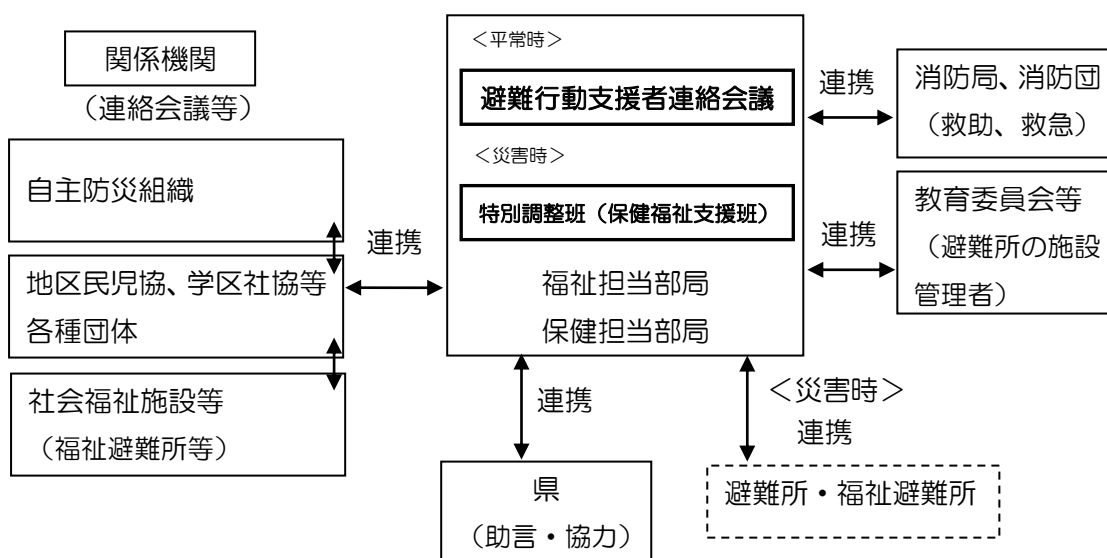 関係機関
（連絡会議等）
自主防災組織
地区民児協、学区社協等
各種団体
社会福祉施設等
（福祉避難所等）
連携
＜平常時＞
避難行動支援者連絡会議
＜災害時＞
特別調整班（保健福祉支援班）
福祉担当部局
保健担当部局
連携
消防局、消防団
（救助、救急）
連携
教育委員会等
（避難所の施設
管理者）
連携
県
（助言・協力）
＜災害時＞
連携
避難所・福祉避難所